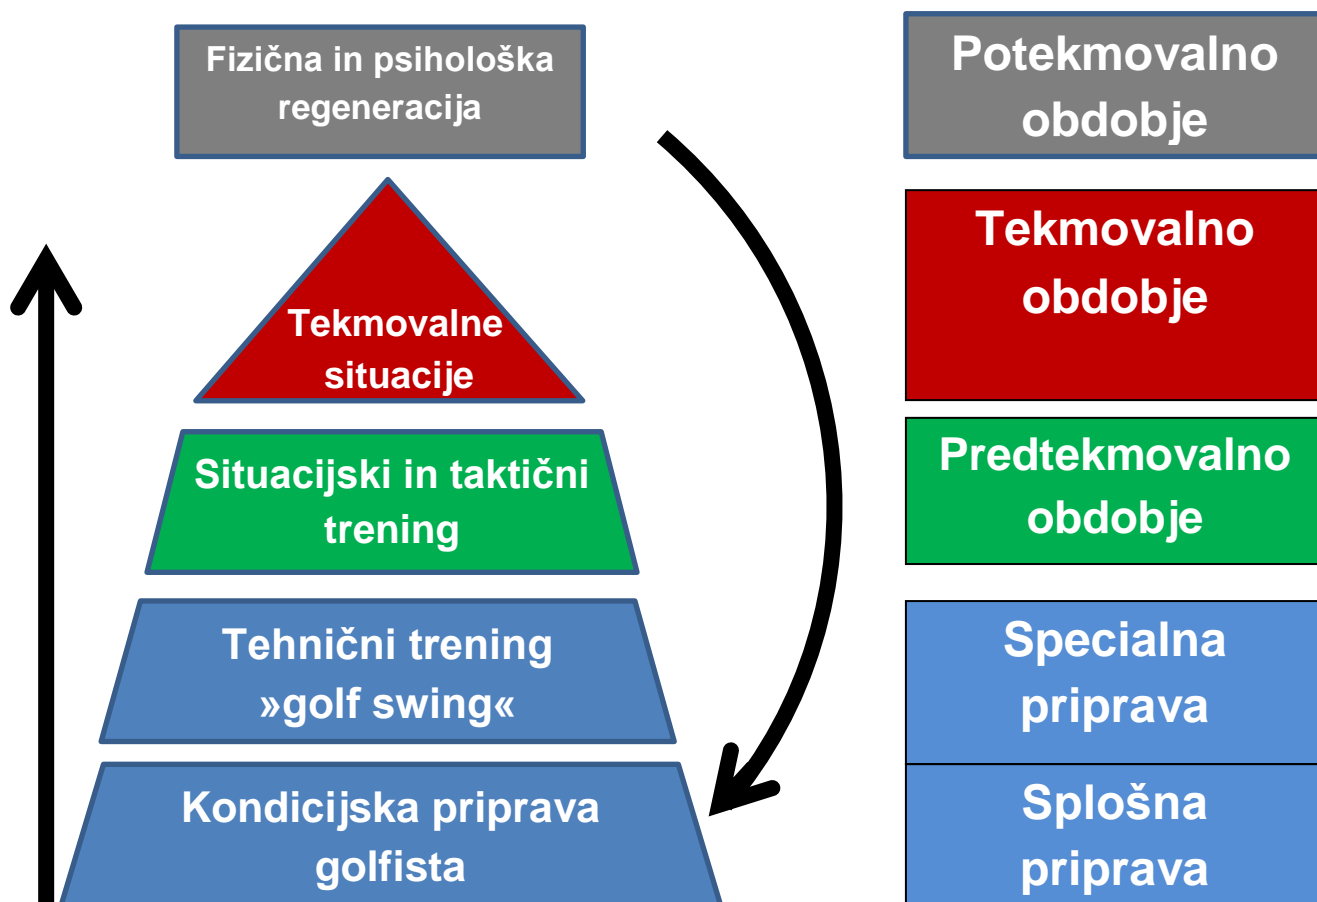 Fizična in psihološka
regeneracija
Potekmovalno
obdobje
Tekmovalne
situacije
Tekmovalno
obdobje
Situacijski in taktični
trening
Predtekmovalno
obdobje
Tehnični trening
»golf swing«
Specialna
priprava
Kondicijska priprava
golfista
Splošna
priprava